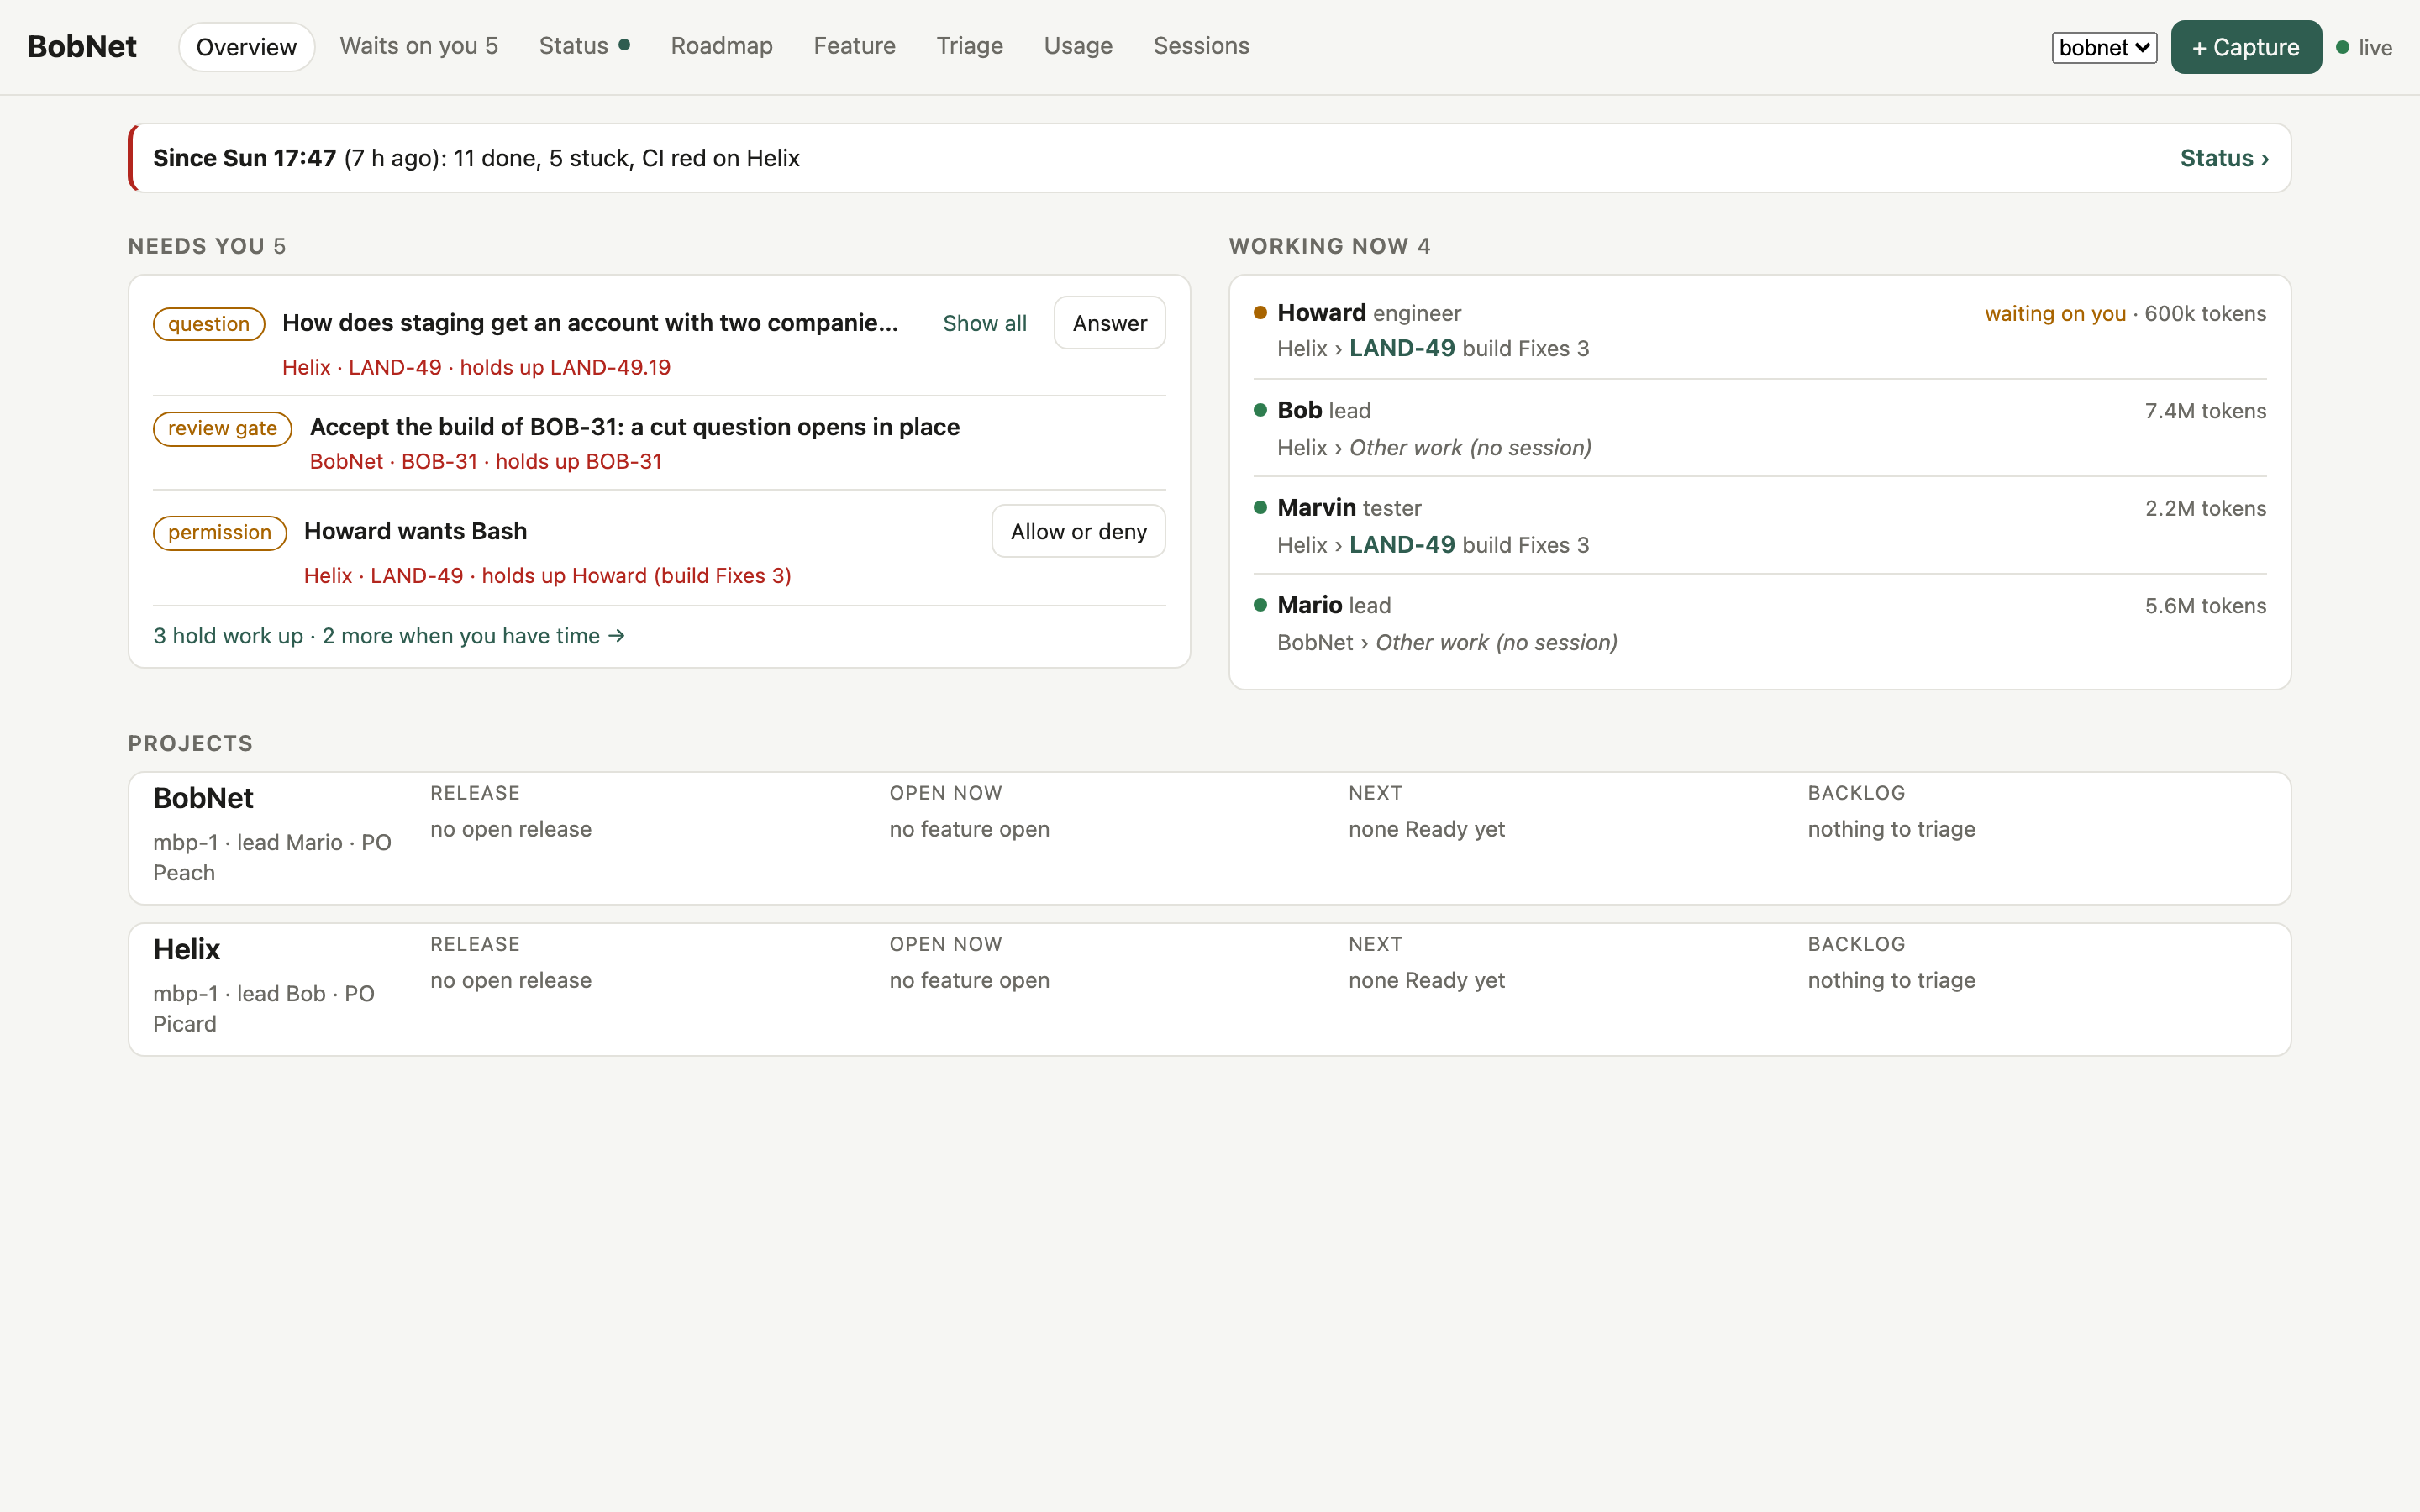 BobNet
Overview
Waits on you 5
Status
Roadmap
Feature
Triage
Usage
Sessions
bobnet
+ Capture
live
Since Sun 17:47 (7 h ago): 11 done, 5 stuck, CI red on Helix
Status ›
NEEDS YOU 5
question
How does staging get an account with two companie...
Show all
Answer
Helix · LAND-49 · holds up LAND-49.19
review gate
Accept the build of BOB-31: a cut question opens in place
BobNet · BOB-31 · holds up BOB-31
permission
Howard wants Bash
Allow or deny
Helix · LAND-49 · holds up Howard (build Fixes 3)
3 hold work up · 2 more when you have time →
WORKING NOW 4
Howard engineer
waiting on you · 600k tokens
Helix › LAND-49 build Fixes 3
Bob lead
7.4M tokens
Helix › Other work (no session)
Marvin tester
2.2M tokens
Helix › LAND-49 build Fixes 3
Mario lead
5.6M tokens
BobNet › Other work (no session)
PROJECTS
BobNet
mbp-1 · lead Mario · PO
Peach
RELEASE
no open release
OPEN NOW
no feature open
NEXT
none Ready yet
BACKLOG
nothing to triage
Helix
mbp-1 · lead Bob · PO
Picard
RELEASE
no open release
OPEN NOW
no feature open
NEXT
none Ready yet
BACKLOG
nothing to triage